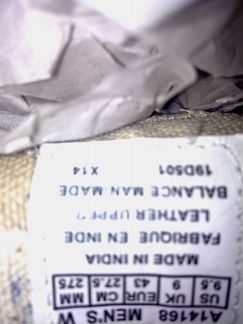 A14168 MEN'S W
US UK EUR CM MM
9.5 9 43 27.5 275
MADE IN INDIA
FABRIQUE EN INDE
LEATHER UPPE
BALANCE MAN MADE
19D501 X14